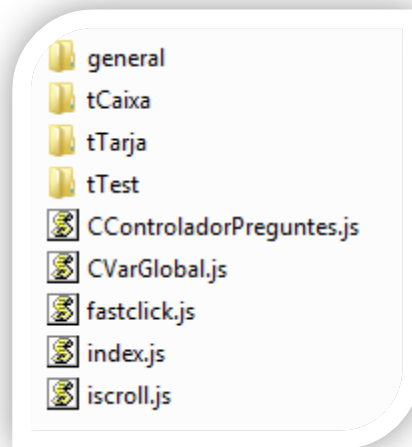 general
tCaixa
tTarja
tTest
CControladorPreguntes.js
CVarGlobal.js
fastclick.js
index.js
iscroll.js